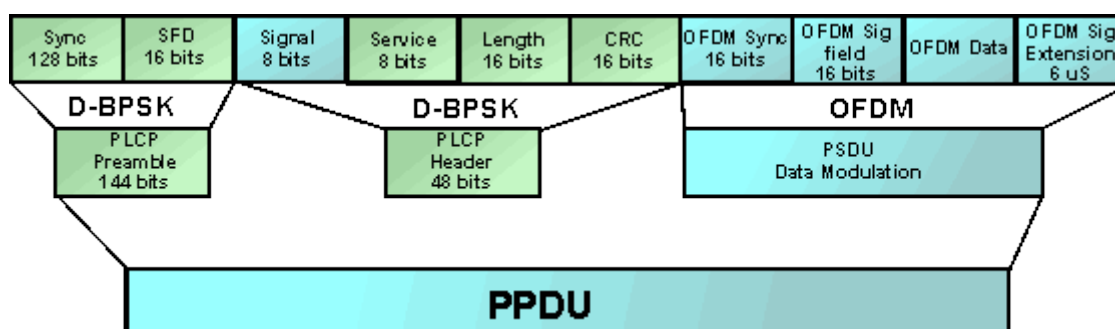 Sync
128 bits
SFD
16 bits
Signal
8 bits
Service
8 bits
Length
16 bits
CRC
16 bits
OFDM Sync
16 bits
OFDM Sig
field
16 bits
OFDM Data
OFDM Sig
Extension
6 uS
D-BPSK
D-BPSK
OFDM
PLCP
Preamble
144 bits
PLCP
Header
48 bits
PSDU
Data Modulation
PPDU